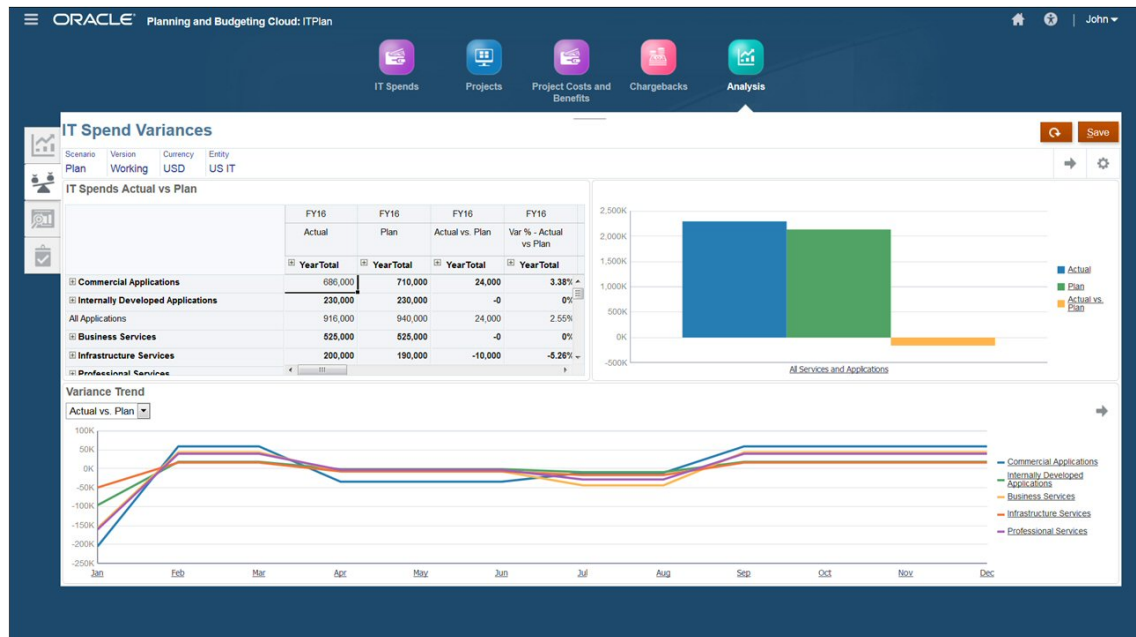 ORACLE Planning and Budgeting Cloud: ITPlan
John
IT Spends
Projects
Project Costs and
Benefits
Chargebacks
Analysis
IT Spend Variances
Save
Scenario Version Currency Entity
Plan Working USD US IT
IT Spends Actual vs Plan
FY16 FY16 FY16 FY16
Actual Plan Actual vs. Plan Var % - Actual
vs Plan
YearTotal YearTotal YearTotal YearTotal
Commercial Applications 686,000 710,000 24,000 3.38%
Internally Developed Applications 230,000 230,000 -0 0%
All Applications 916,000 940,000 24,000 2.55%
Business Services 525,000 525,000 -0 0%
Infrastructure Services 200,000 190,000 -10,000 -5.26%
Professional Services
2,500K
2,000K
1,500K
1,000K
500K
0K
-500K
All Services and Applications
Actual
Plan
Actual vs.
Plan
Variance Trend
Actual vs. Plan
100K
50K
0K
-50K
-100K
-150K
-200K
-250K
Jan Feb Mar Apr May Jun Jul Aug Sep Oct Nov Dec
Commercial Applications
Internally Developed
Applications
Business Services
Infrastructure Services
Professional Services